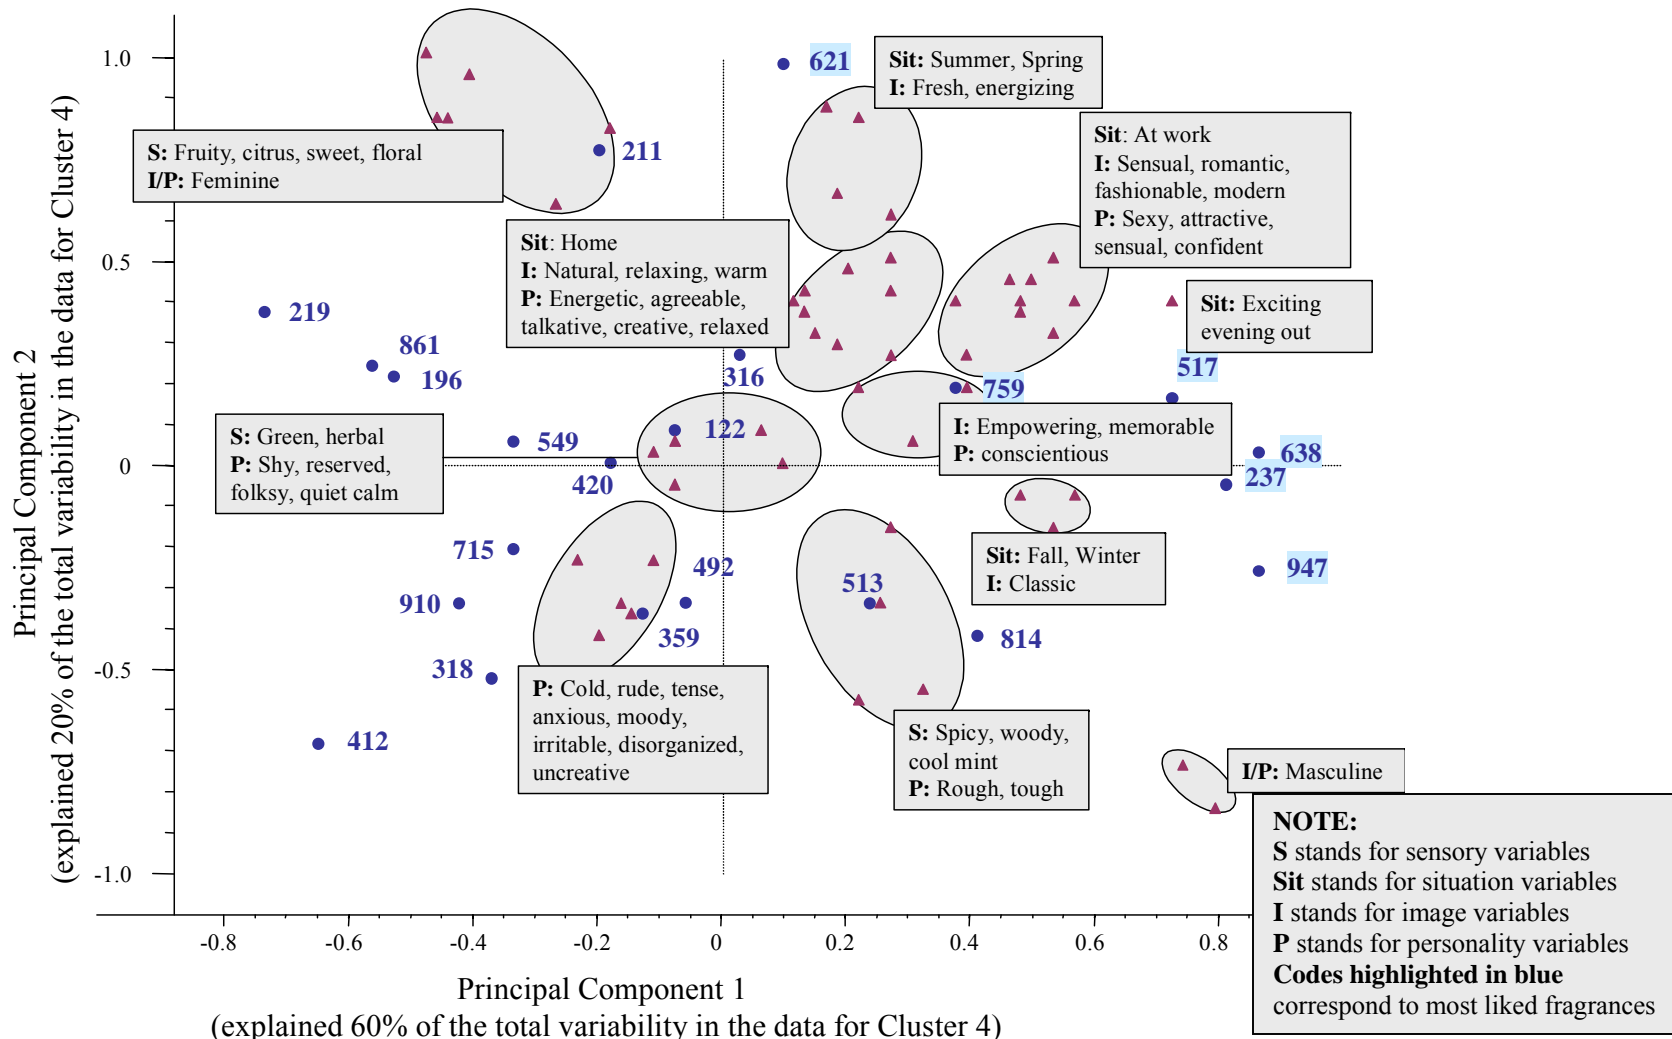 Principal Component 2
(explained 20% of the total variability in the data for Cluster 4)
1.0
0.5
0
-0.5
-1.0
621
Sit: Summer, Spring
I: Fresh, energizing
S: Fruity, citrus, sweet, floral
I/P: Feminine
211
Sit: At work
I: Sensual, romantic,
fashionable, modern
P: Sexy, attractive,
sensual, confident
Sit: Home
I: Natural, relaxing, warm
P: Energetic, agreeable,
talkative, creative, relaxed
Sit: Exciting
evening out
219
861
196
316
759
517
S: Green, herbal
P: Shy, reserved,
folksy, quiet calm
549
420
122
I: Empowering, memorable
P: conscientious
638
237
715
910
492
359
318
412
513
814
Sit: Fall, Winter
I: Classic
947
P: Cold, rude, tense,
anxious, moody,
irritable, disorganized,
uncreative
S: Spicy, woody,
cool mint
P: Rough, tough
I/P: Masculine
NOTE:
S stands for sensory variables
Sit stands for situation variables
I stands for image variables
P stands for personality variables
Codes highlighted in blue
correspond to most liked fragrances
-0.8
-0.6
-0.4
-0.2
0
0.2
0.4
0.6
0.8
Principal Component 1
(explained 60% of the total variability in the data for Cluster 4)